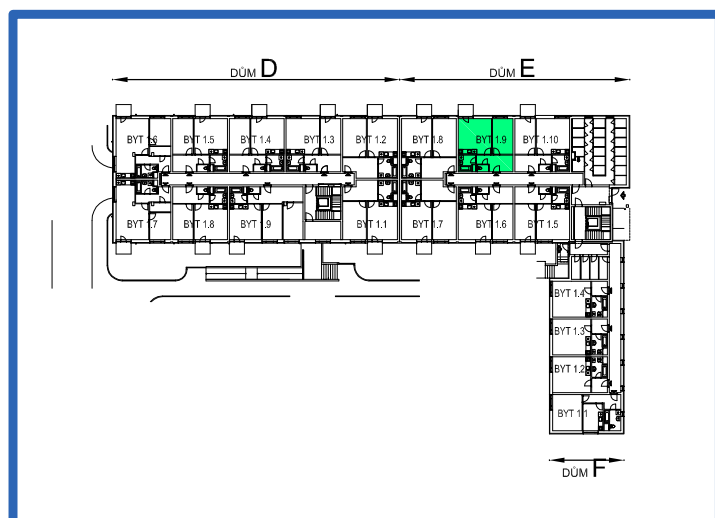 DŮM D DŮM E
BYT 1.6 BYT 1.5 BYT 1.4 BYT 1.3 BYT 1.2 BYT 1.8 BYT 1.9 BYT 1.10
BYT 1.7 BYT 1.8 BYT 1.9 BYT 1.1 BYT 1.7 BYT 1.6 BYT 1.5
BYT 1.4
BYT 1.3
BYT 1.2
BYT 1.1
DŮM F